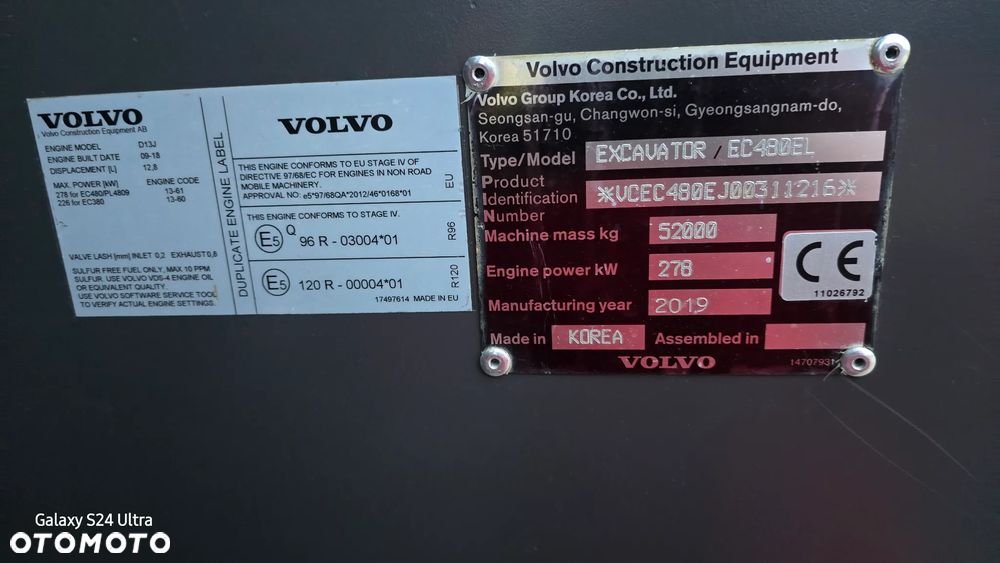 VOLVO
Volvo Construction Equipment AB
ENGINE MODEL D13J
ENGINE BUILT DATE 09-18
DISPLACEMENT [L] 12,8
MAX. POWER [kW] ENGINE CODE
278 for EC480/PL4809 13-61
226 for EC380 13-60
VALVE LASH [mm] INLET 0,2 EXHAUST 0,8
SULFUR FREE FUEL ONLY, MAX 10 PPM
SULFUR. USE VOLVO VDS-4 ENGINE OIL
OR EQUIVALENT QUALITY.
USE VOLVO SOFTWARE SERVICE TOOL
TO VERIFY ACTUAL ENGINE SETTINGS.
DUPLICATE ENGINE LABEL
VOLVO
THIS ENGINE CONFORMS TO EU STAGE IV OF
DIRECTIVE 97/68/EC FOR ENGINES IN NON ROAD
MOBILE MACHINERY.
APPROVAL NO.: e5*97/68QA*2012/46*0168*01
EU
THIS ENGINE CONFORMS TO STAGE IV.
E5 Q 96 R - 03004*01
R96
E5 120 R - 00004*01
R120
17497614 MADE IN EU
Volvo Construction Equipment
Volvo Group Korea Co., Ltd.
Seongsan-gu, Changwon-si, Gyeongsangnam-do,
Korea 51710
Type/Model EXCAVATOR / EC480EL
Product
Identification *VCEC480EJ00311216*
Number
Machine mass kg 52000
Engine power kW 278
Manufacturing year 2019
CE
11026792
Made in KOREA Assembled in
VOLVO
1470793
Galaxy S24 Ultra
OTOMOTO